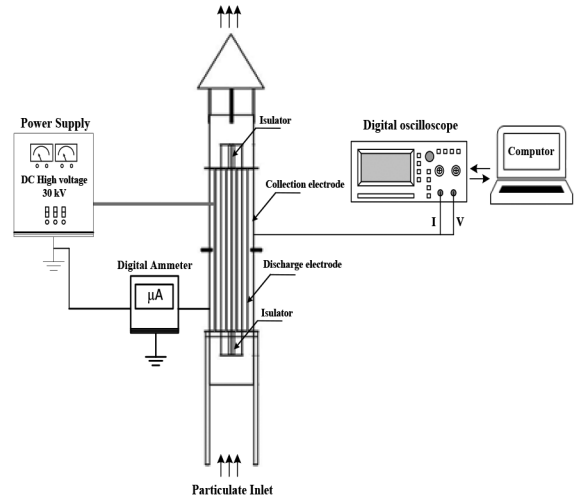 Isulator
Power Supply
DC High voltage
30 kV
Digital oscilloscope
Computor
Collection electrode
I V
Digital Ammeter
µA
Discharge electrode
Isulator
Particulate Inlet